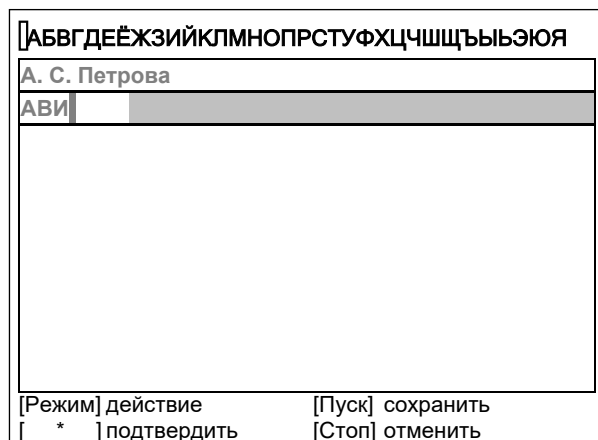 АБВГДЕЁЖЗИЙКЛМНОПРСТУФХЦЧШЩЪЫЬЭЮЯ
А. С. Петрова
АВИ
[Режим] действие [Пуск] сохранить
[ * ] подтвердить [Стоп] отменить